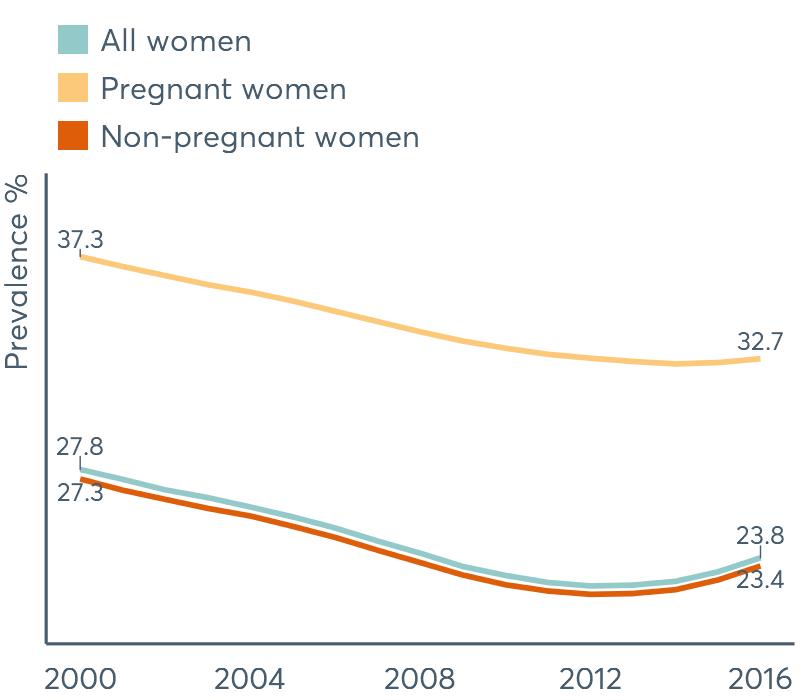 All women
Pregnant women
Non-pregnant women
Prevalence %
37.3
32.7
27.8
27.3
23.8
23.4
2000 2004 2008 2012 2016